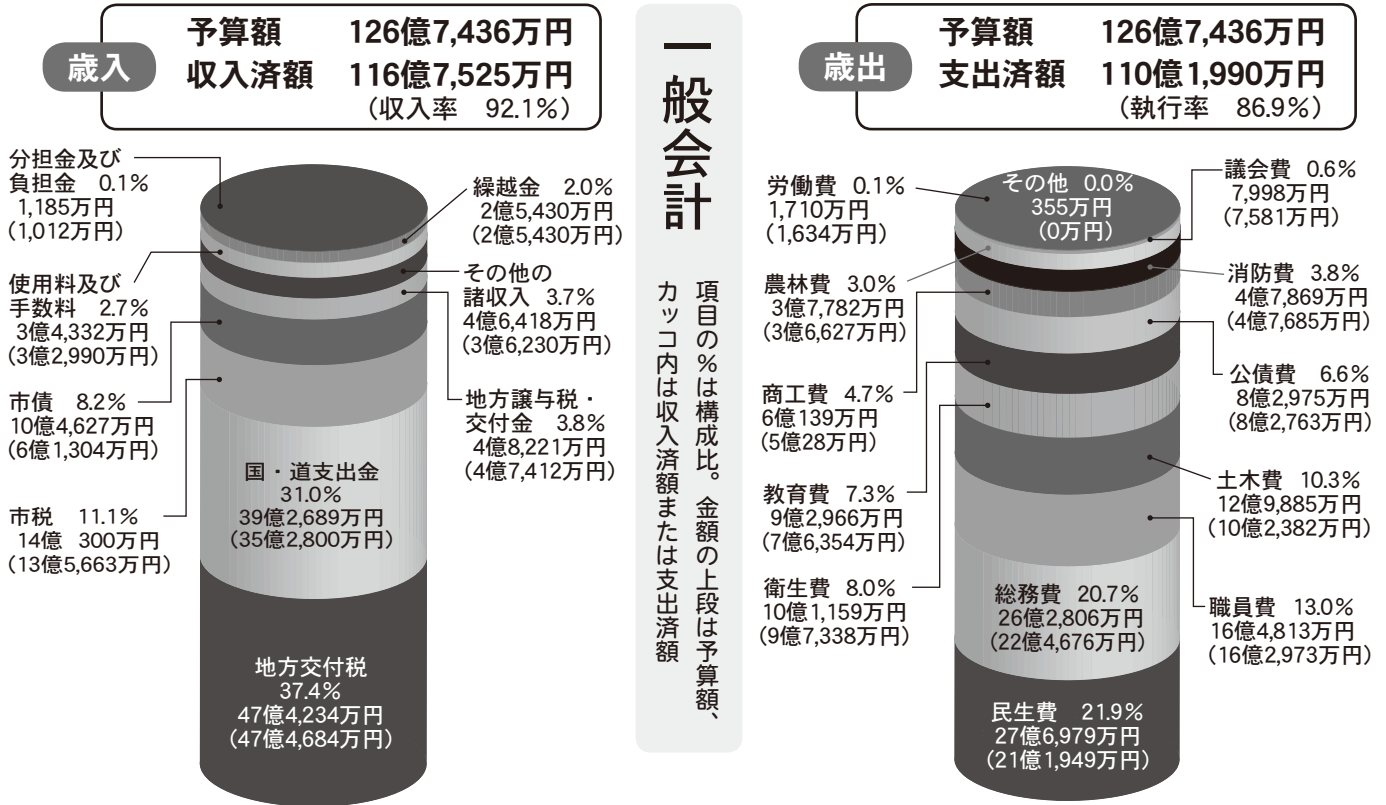 歳入
予算額 126億7,436万円
収入済額 116億7,525万円
(収入率 92.1%)
分担金及び
負担金 0.1%
1,185万円
(1,012万円)
使用料及び
手数料 2.7%
3億4,332万円
(3億2,990万円)
市債 8.2%
10億4,627万円
(6億1,304万円)
市税 11.1%
14億 300万円
(13億5,663万円)
繰越金 2.0%
2億5,430万円
(2億5,430万円)
その他の
諸収入 3.7%
4億6,418万円
(3億6,230万円)
地方譲与税・
交付金 3.8%
4億8,221万円
(4億7,412万円)
国・道支出金
31.0%
39億2,689万円
(35億2,800万円)
地方交付税
37.4%
47億4,234万円
(47億4,684万円)
一般会計
項目の%は構成比。金額の上段は予算額、
カッコ内は収入済額または支出済額
歳出
予算額 126億7,436万円
支出済額 110億1,990万円
(執行率 86.9%)
労働費 0.1%
1,710万円
(1,634万円)
農林費 3.0%
3億7,782万円
(3億6,627万円)
商工費 4.7%
6億139万円
(5億28万円)
教育費 7.3%
9億2,966万円
(7億6,354万円)
衛生費 8.0%
10億1,159万円
(9億7,338万円)
その他 0.0%
355万円
(0万円)
議会費 0.6%
7,998万円
(7,581万円)
消防費 3.8%
4億7,869万円
(4億7,685万円)
公債費 6.6%
8億2,975万円
(8億2,763万円)
土木費 10.3%
12億9,885万円
(10億2,382万円)
職員費 13.0%
16億4,813万円
(16億2,973万円)
総務費 20.7%
26億2,806万円
(22億4,676万円)
民生費 21.9%
27億6,979万円
(21億1,949万円)